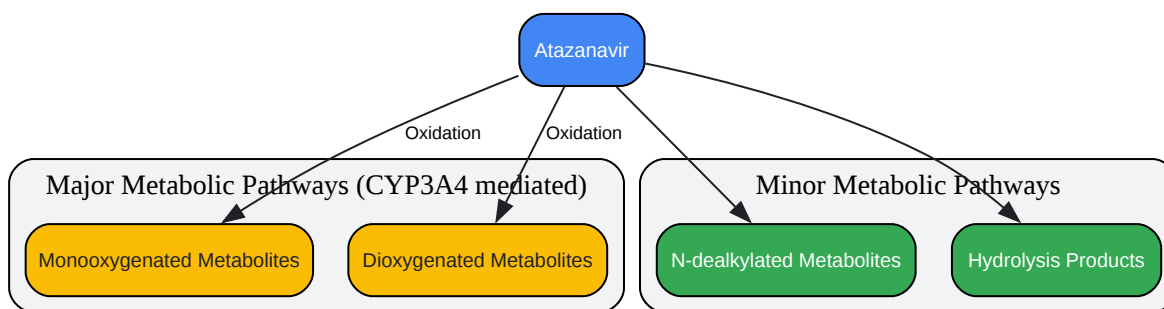 Atazanavir
Oxidation
Oxidation
Major Metabolic Pathways (CYP3A4 mediated)
Minor Metabolic Pathways
Monooxygenated Metabolites
Dioxygenated Metabolites
N-dealkylated Metabolites
Hydrolysis Products